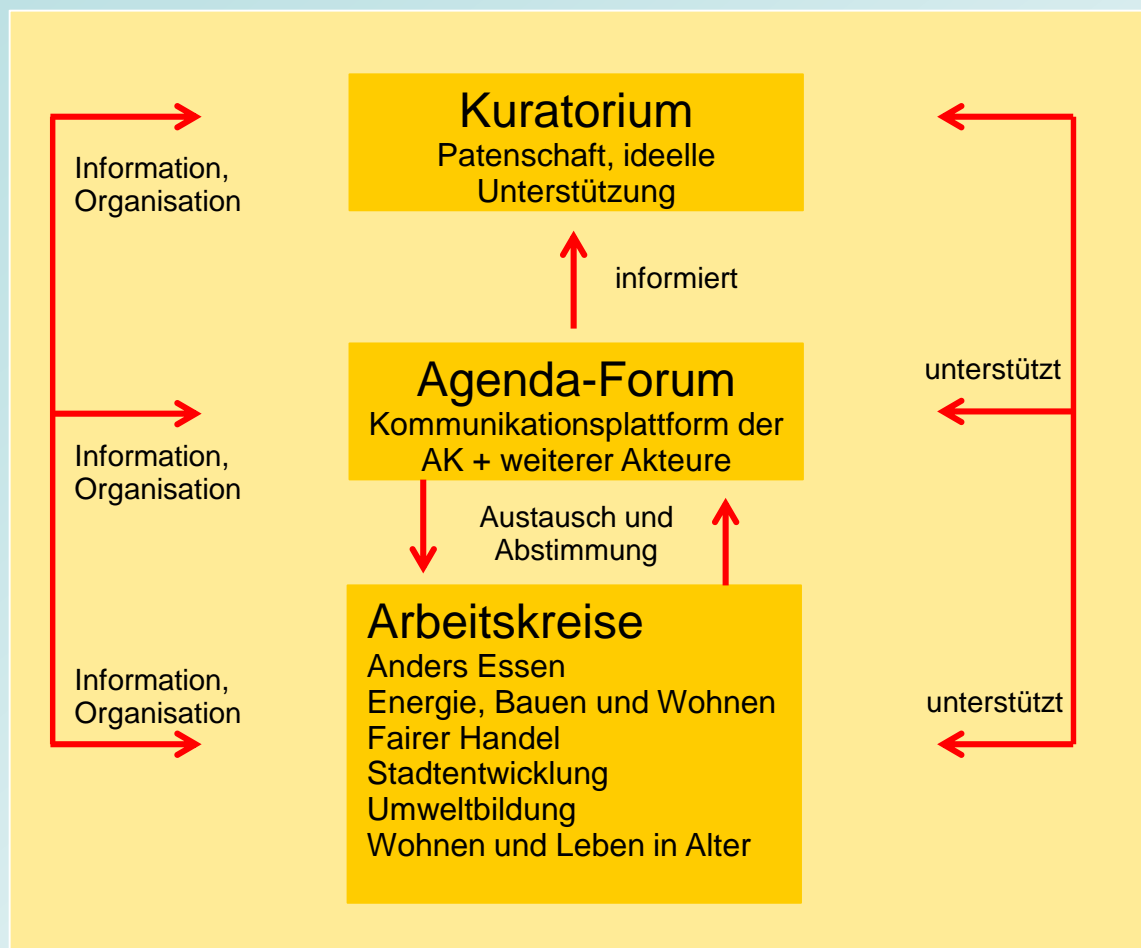 Kuratorium
Patenschaft, ideelle
Unterstützung
Information,
Organisation
informiert
Agenda-Forum
Kommunikationsplattform der
AK + weiterer Akteure
unterstützt
Information,
Organisation
Austausch und
Abstimmung
Arbeitskreise
Anders Essen
Energie, Bauen und Wohnen
Fairer Handel
Stadtentwicklung
Umweltbildung
Wohnen und Leben in Alter
Information,
Organisation
unterstützt